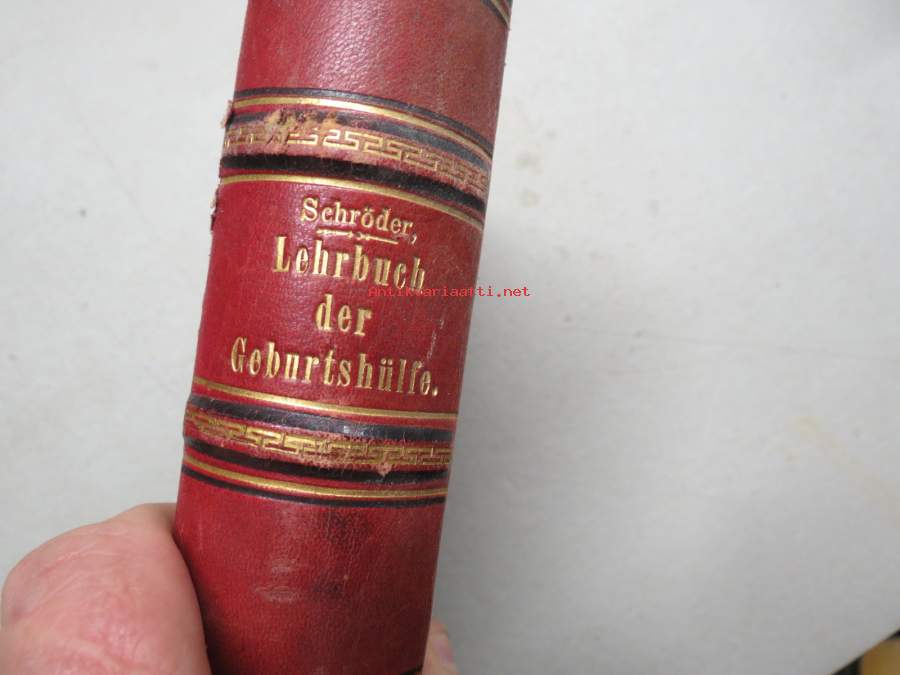 Schröder,
Lehrbuch
Antikvariaatti.net
der
Geburtshülfe.